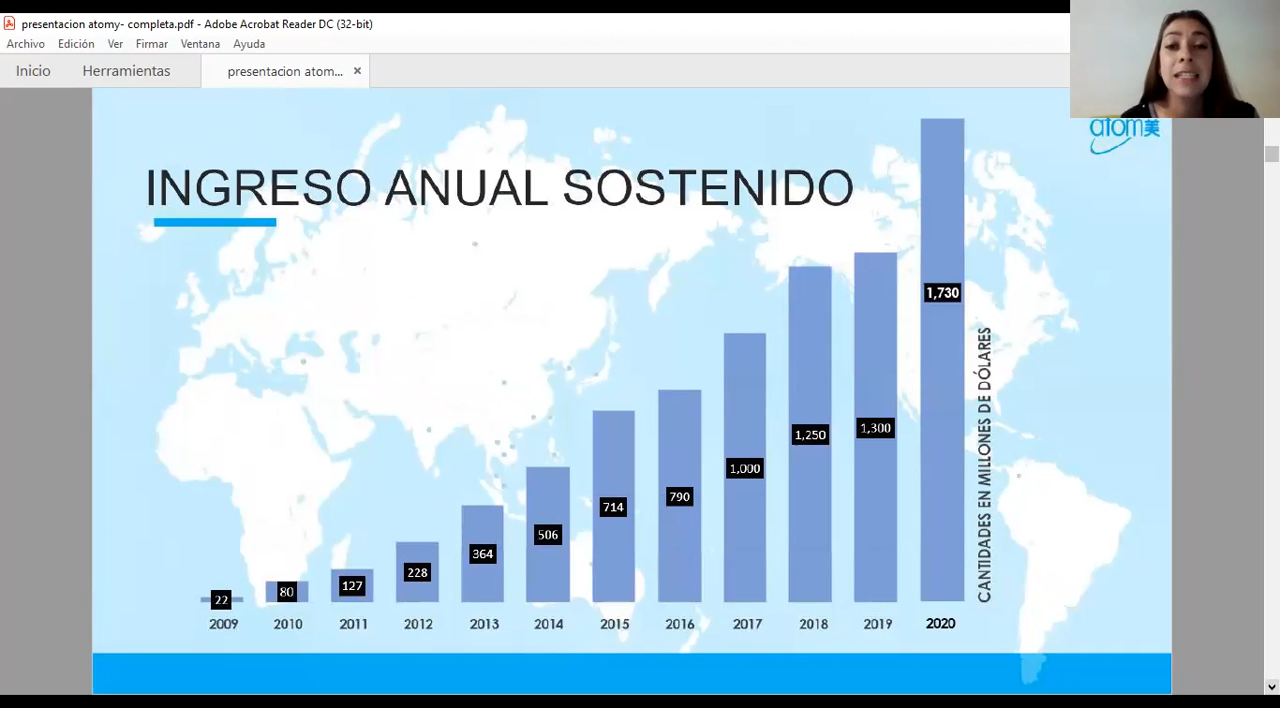 presentacion atomy- completa.pdf - Adobe Acrobat Reader DC (32-bit)
Archivo Edición Ver Firmar Ventana Ayuda
Inicio Herramientas presentacion atom... ×
atom美
INGRESO ANUAL SOSTENIDO
22 80 127 228 364 506 714 790 1,000 1,250 1,300 1,730
CANTIDADES EN MILLONES DE DÓLARES
2009 2010 2011 2012 2013 2014 2015 2016 2017 2018 2019 2020